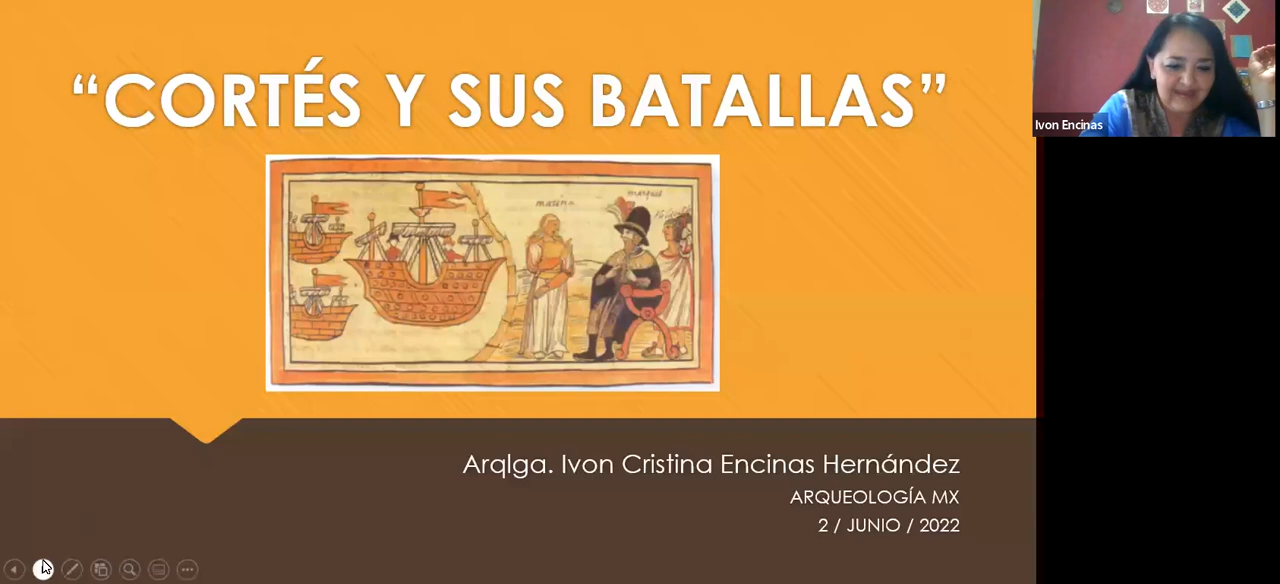 “CORTÉS Y SUS BATALLAS”
Ivon Encinas
Arqlga. Ivon Cristina Encinas Hernández
ARQUEOLOGÍA MX
2 / JUNIO / 2022